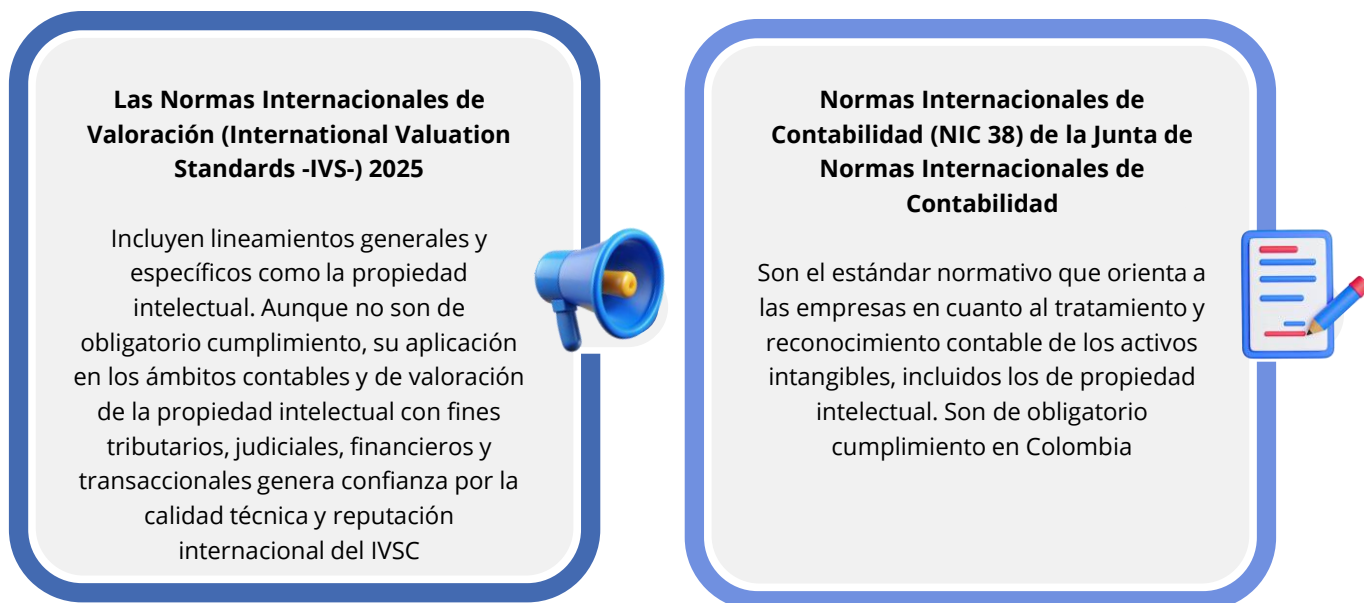 Las Normas Internacionales de
Valoración (International Valuation
Standards -IVS-) 2025
Incluyen lineamientos generales y
específicos como la propiedad
intelectual. Aunque no son de
obligatorio cumplimiento, su aplicación
en los ámbitos contables y de valoración
de la propiedad intelectual con fines
tributarios, judiciales, financieros y
transaccionales genera confianza por la
calidad técnica y reputación
internacional del IVSC
Normas Internacionales de
Contabilidad (NIC 38) de la Junta de
Normas Internacionales de
Contabilidad
Son el estándar normativo que orienta a
las empresas en cuanto al tratamiento y
reconocimiento contable de los activos
intangibles, incluidos los de propiedad
intelectual. Son de obligatorio
cumplimiento en Colombia